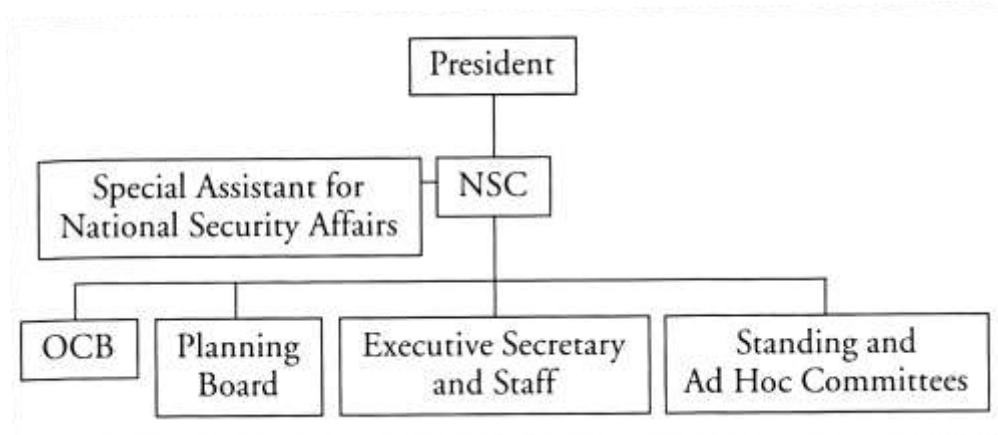 President
Special Assistant for
National Security Affairs
NSC
OCB
Planning
Board
Executive Secretary
and Staff
Standing and
Ad Hoc Committees